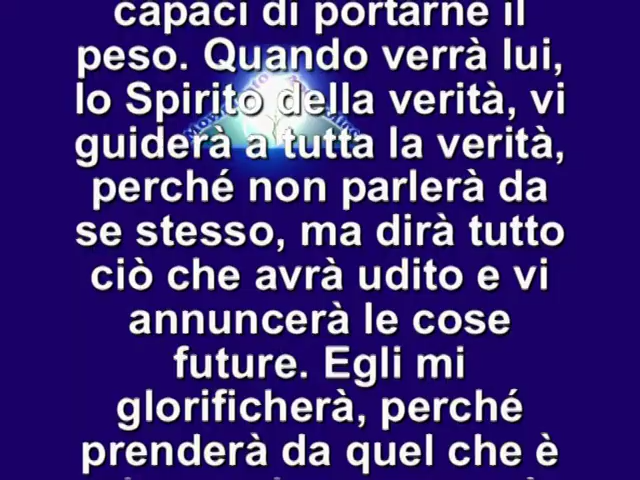 capaci di portarne il
peso. Quando verrà lui,
lo Spirito della verità, vi
guiderà a tutta la verità,
perché non parlerà da
se stesso, ma dirà tutto
ciò che avrà udito e vi
annuncerà le cose
future. Egli mi
glorificherà, perché
prenderà da quel che è